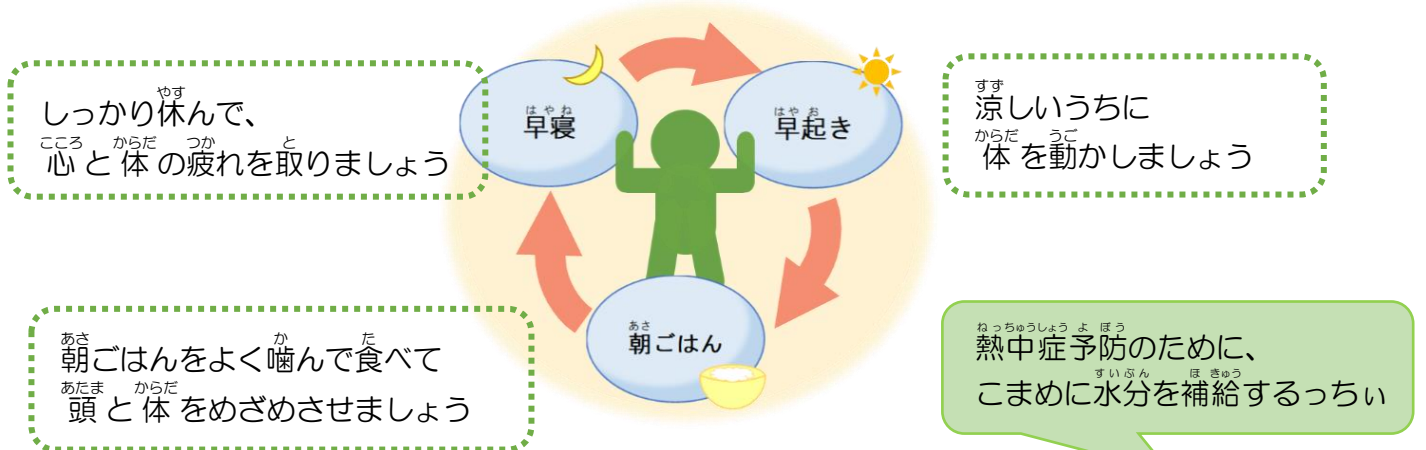 しっかり休んで、
心と体の疲れを取りましょう
早寝
早起き
涼しいうちに
体を動かしましょう
朝ごはんをよく噛んで食べて
頭と体をめざめさせましょう
朝ごはん
熱中症予防のために、
こまめに水分を補給するっちぃ